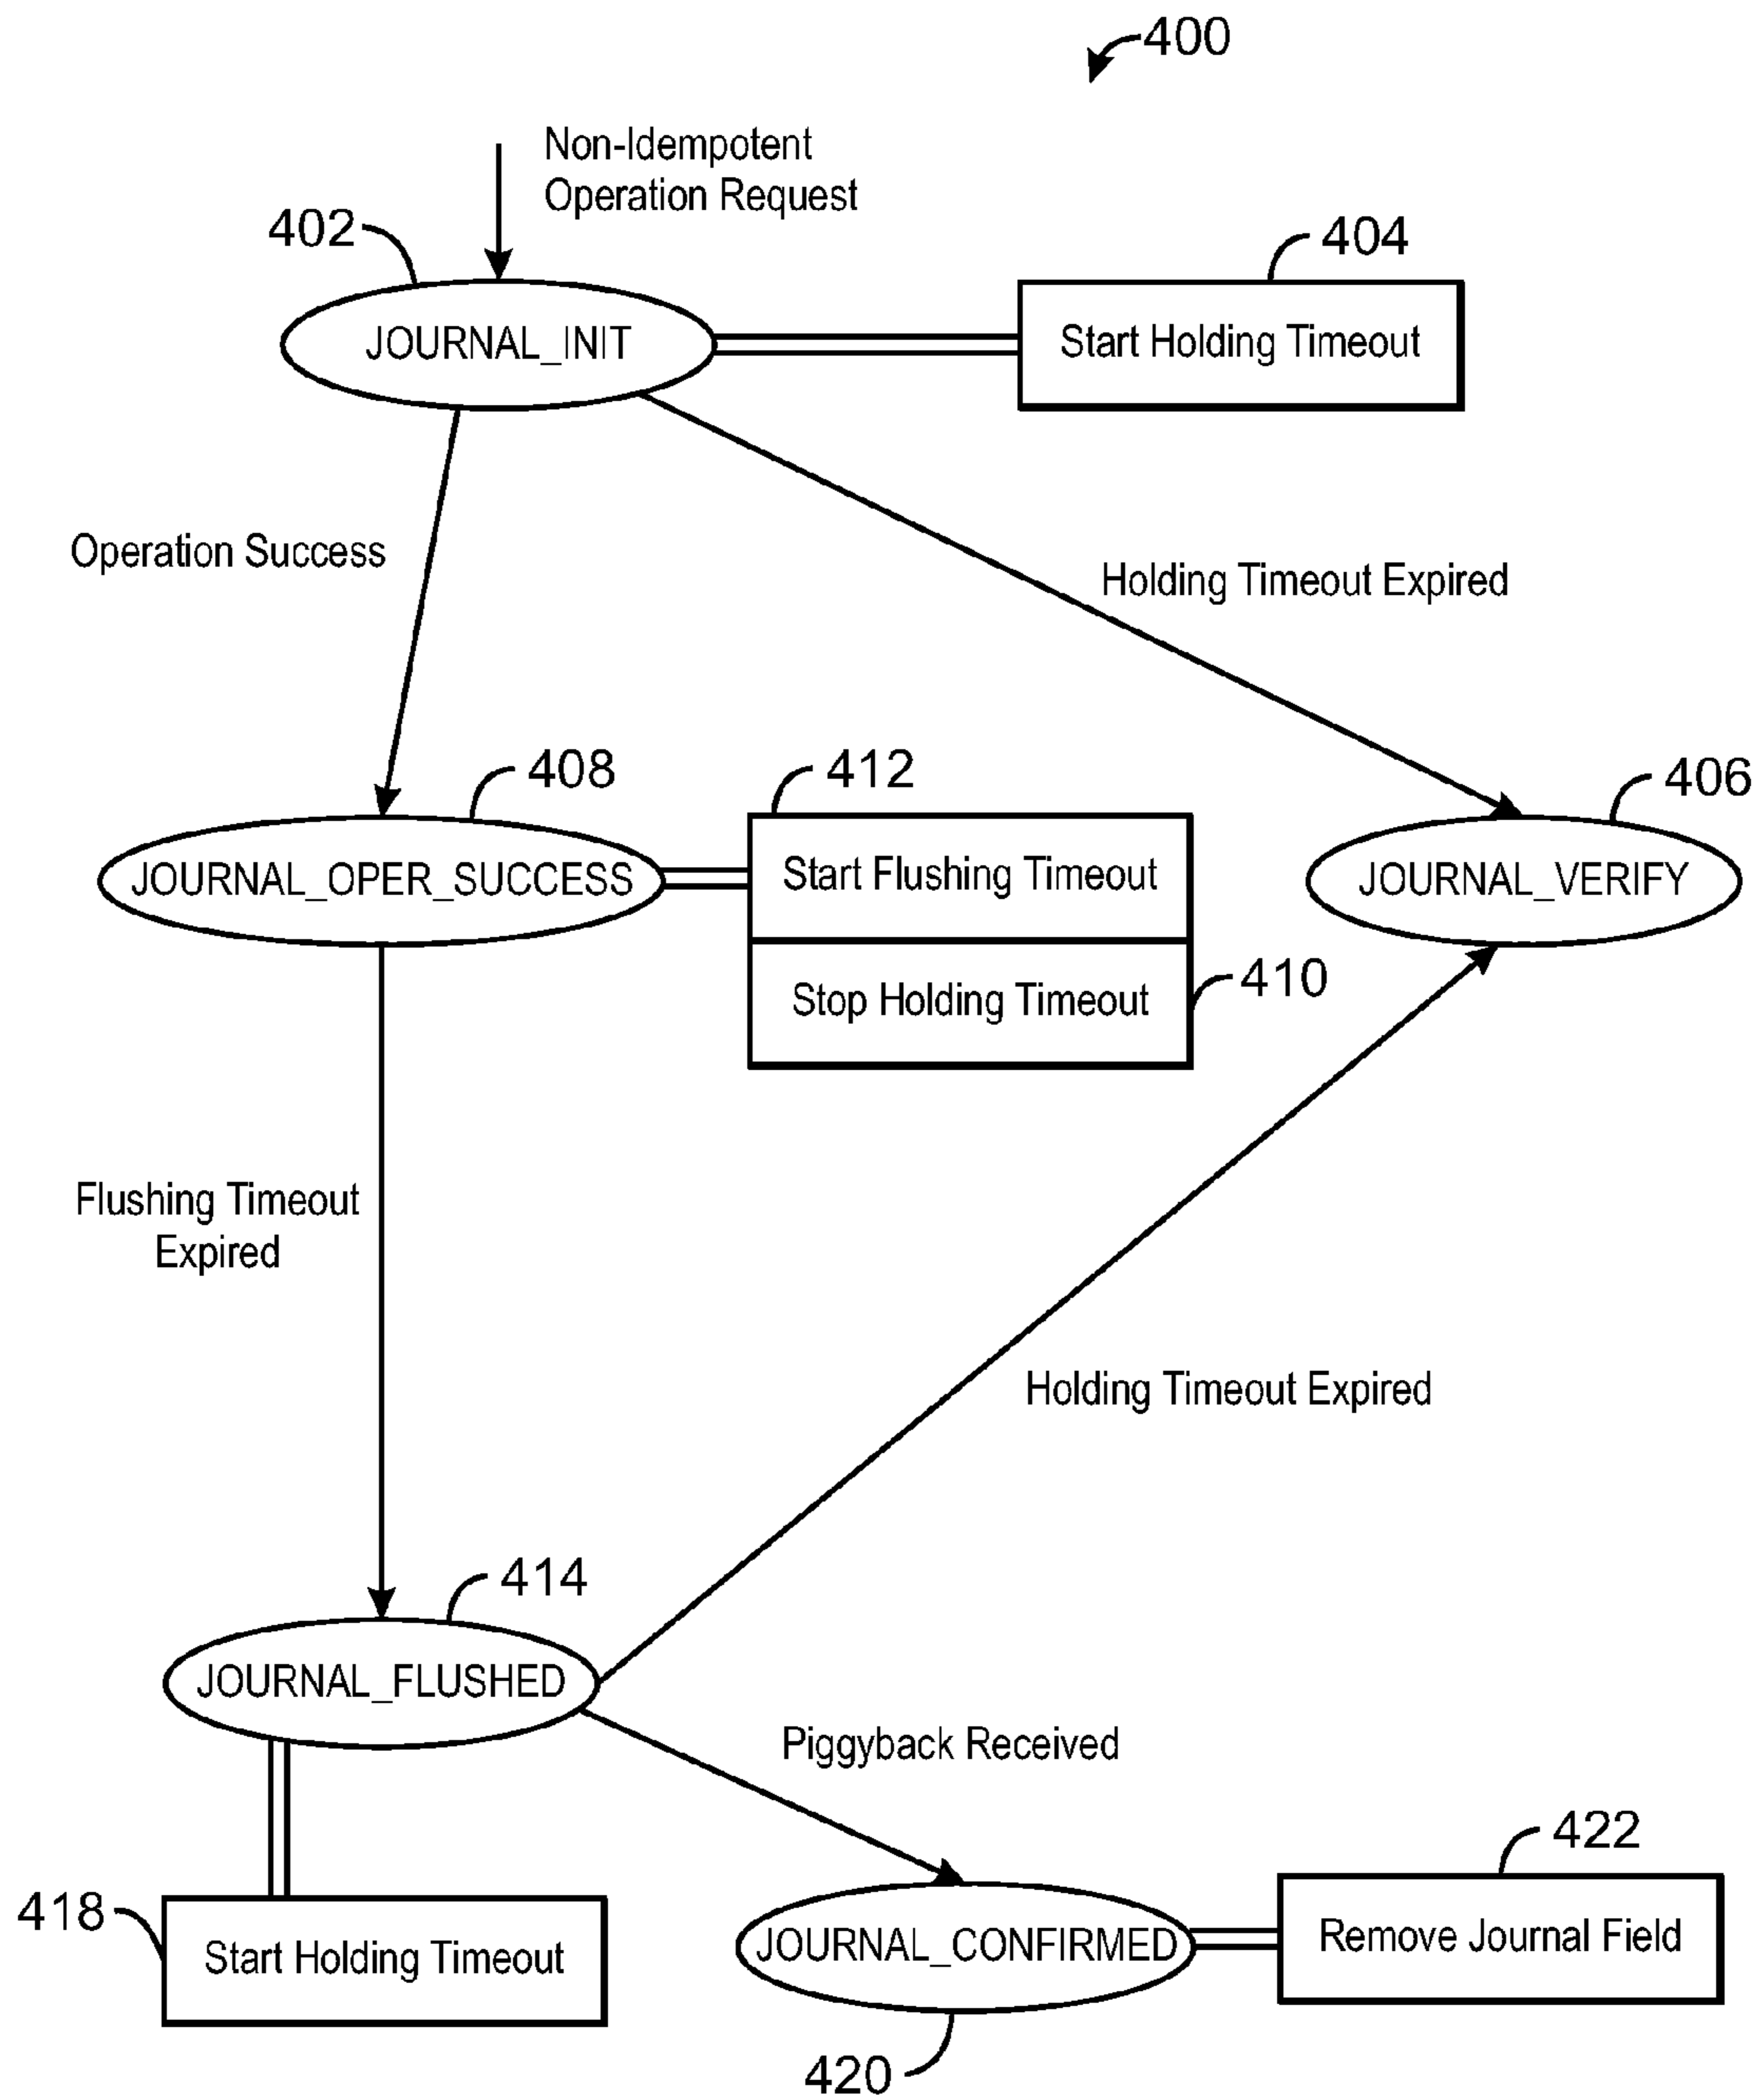 400
Non-Idempotent
Operation Request
402
404
JOURNAL_INIT
Start Holding Timeout
Operation Success
Holding Timeout Expired
408
412
406
JOURNAL_OPER_SUCCESS
Start Flushing Timeout
JOURNAL_VERIFY
Stop Holding Timeout
410
Flushing Timeout
Expired
Holding Timeout Expired
414
JOURNAL_FLUSHED
Piggyback Received
422
418
Start Holding Timeout
JOURNAL_CONFIRMED
Remove Journal Field
420